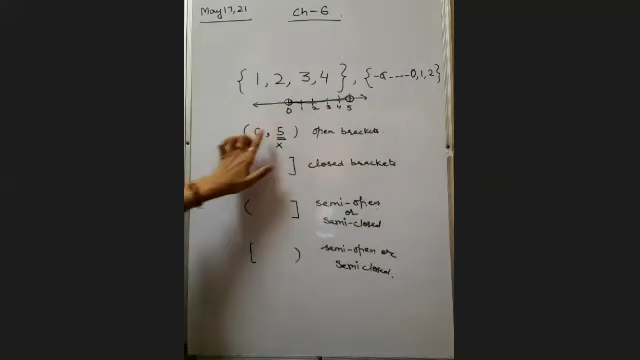 May 17, 21
Ch-6
{ 1, 2, 3, 4 } , {-α ---- 0, 1, 2}
0 1 2 3 4 5
( 0, 5 ) open brackets
x
] closed brackets
( ] semi-open
or
semi-closed
[ ) semi-open or
semi closed.